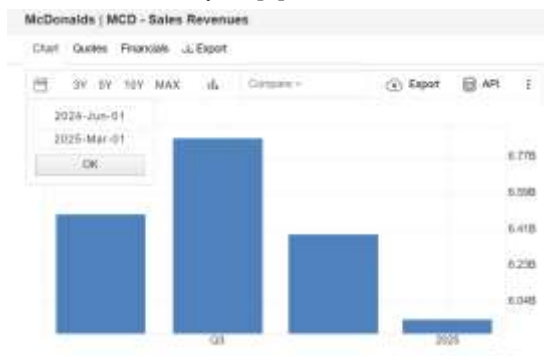 McDonalds | MCD - Sales Revenues
Chart Quotes Financials Export
3Y 5Y 10Y MAX Compare Export API
2024-Jun-01
2025-Mar-01
OK
6.77B
6.59B
6.41B
6.23B
6.04B
Q3 2025